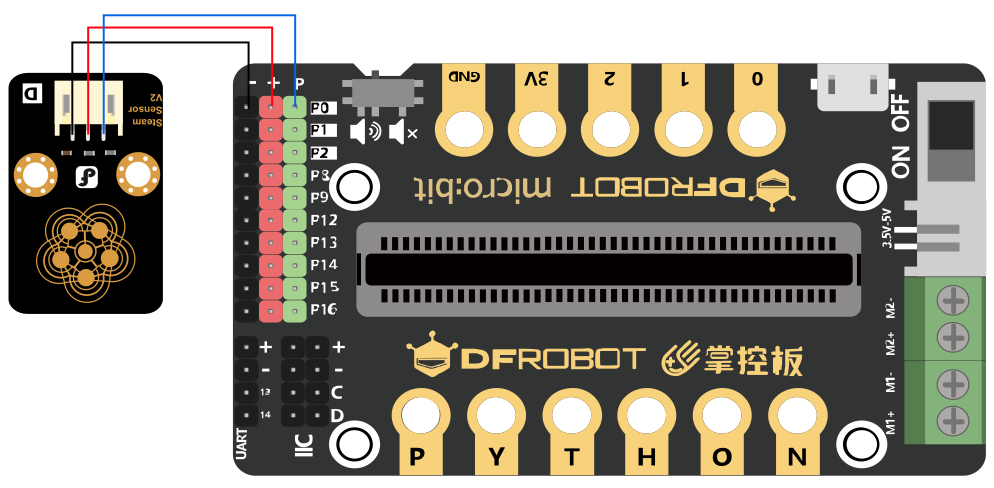 D
Steam
Sensor
V2
- + P
P0
P1
P2
P8
P9
P12
P13
P14
P15
P16
GND
3V
2
1
0
ON OFF
DFROBOT micro:bit
3.5V-5V
M2-
M2+
M1-
M1+
+ +
- -
13 C
14 D
UART
IIC
DFROBOT 掌控板
P Y T H O N